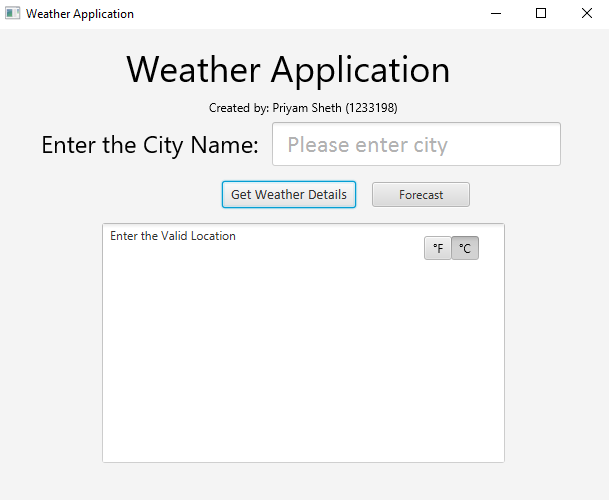 Weather Application
Weather Application
Created by: Priyam Sheth (1233198)
Enter the City Name: Please enter city
Get Weather Details Forecast
Enter the Valid Location °F °C